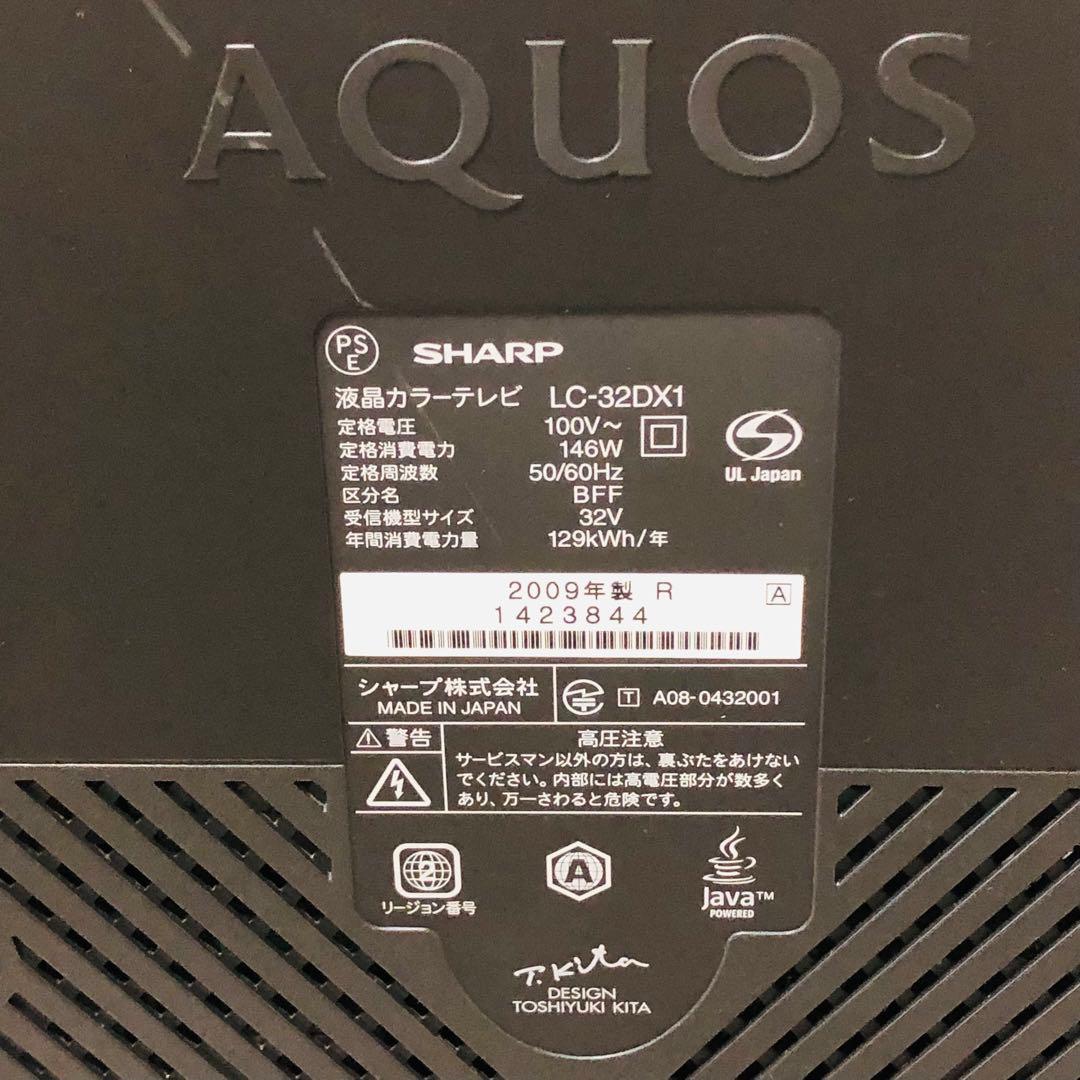 AQUOS
PSE SHARP
液晶カラーテレビ LC-32DX1
定格電圧 100V～
定格消費電力 146W
定格周波数 50/60Hz
区分名 BFF
受信機型サイズ 32V
年間消費電力量 129kWh/年
UL Japan
2009年製 R A
1423844
シャープ株式会社
MADE IN JAPAN
T A08-0432001
警告
高圧注意
サービスマン以外の方は、裏ぶたをあけない
でください。内部には高電圧部分が数多く
あり、万一さわると危険です。
2
リージョン番号
A
Java™
POWERED
T.Kita
DESIGN
TOSHIYUKI KITA